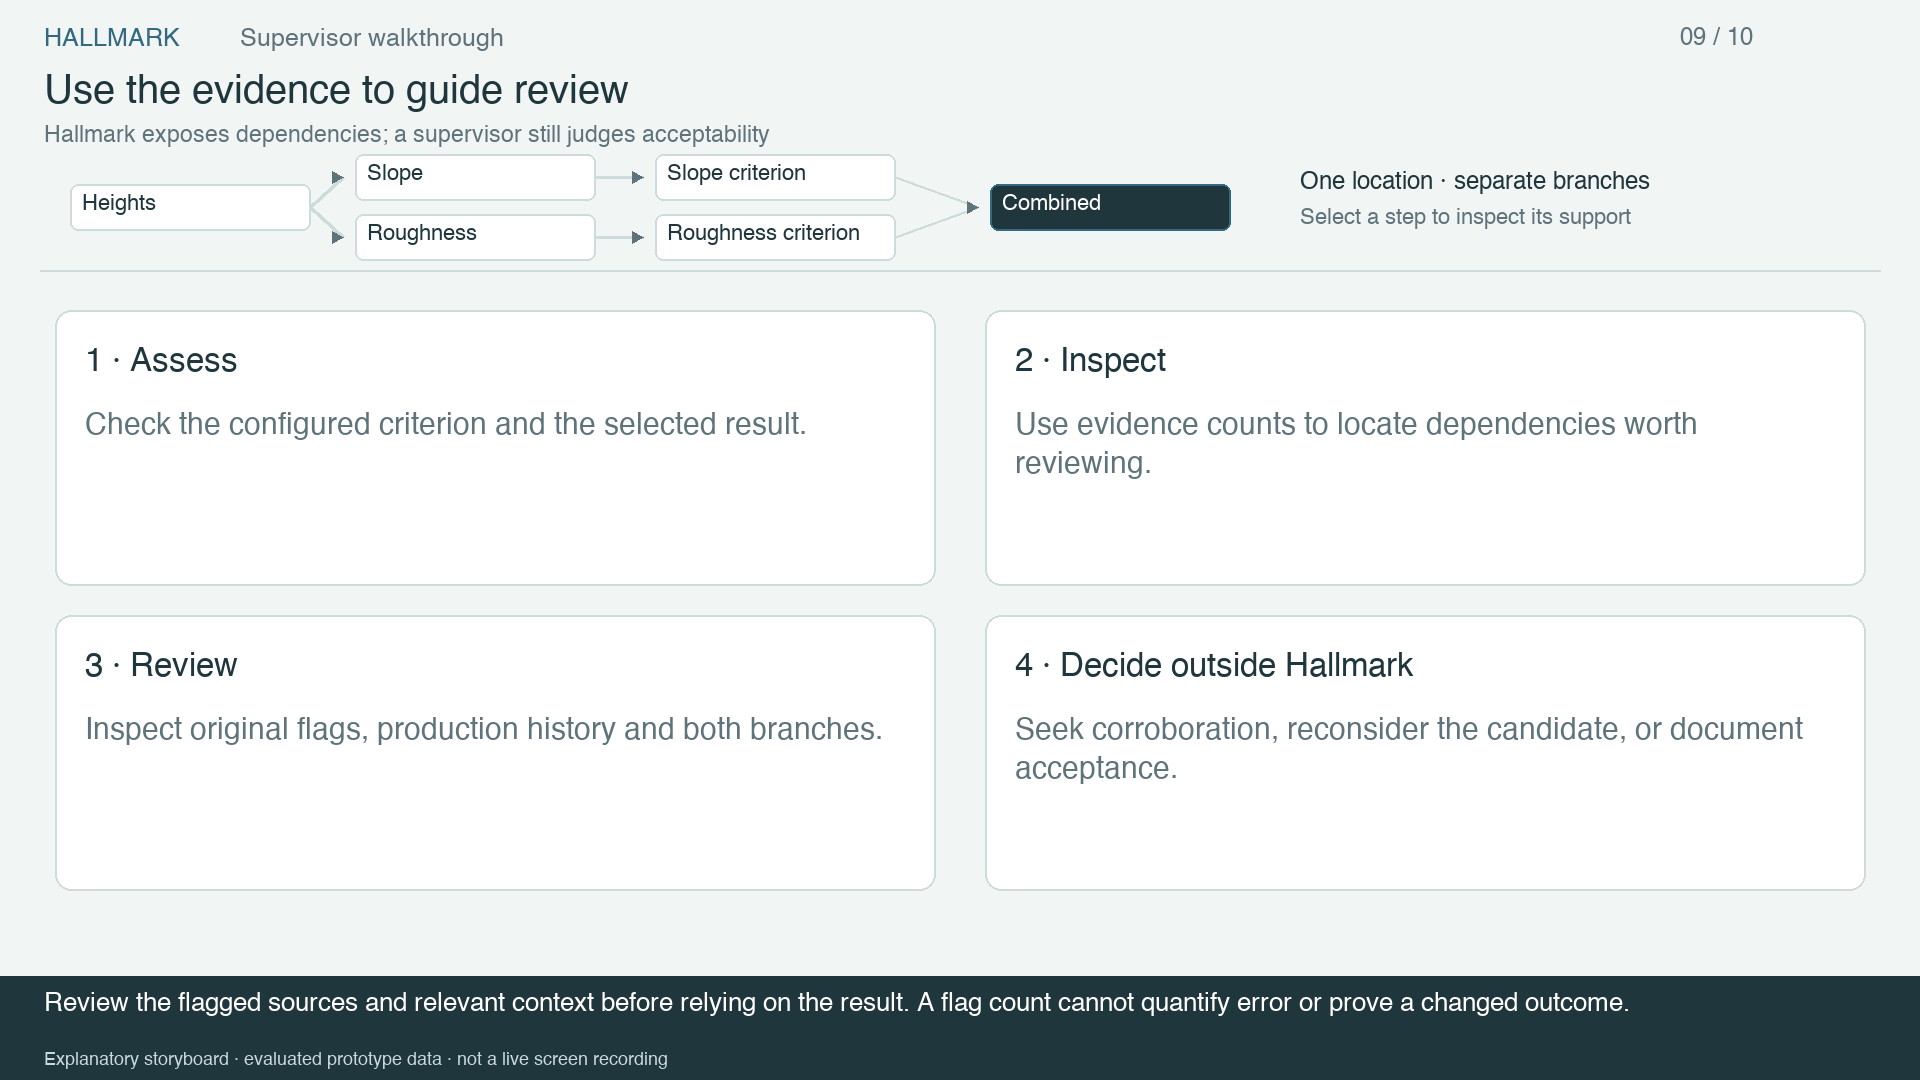 HALLMARK Supervisor walkthrough 09 / 10
Use the evidence to guide review
Hallmark exposes dependencies; a supervisor still judges acceptability
Heights
Slope
Roughness
Slope criterion
Roughness criterion
Combined
One location · separate branches
Select a step to inspect its support
1 · Assess
Check the configured criterion and the selected result.
2 · Inspect
Use evidence counts to locate dependencies worth
reviewing.
3 · Review
Inspect original flags, production history and both branches.
4 · Decide outside Hallmark
Seek corroboration, reconsider the candidate, or document
acceptance.
Review the flagged sources and relevant context before relying on the result. A flag count cannot quantify error or prove a changed outcome.
Explanatory storyboard · evaluated prototype data · not a live screen recording